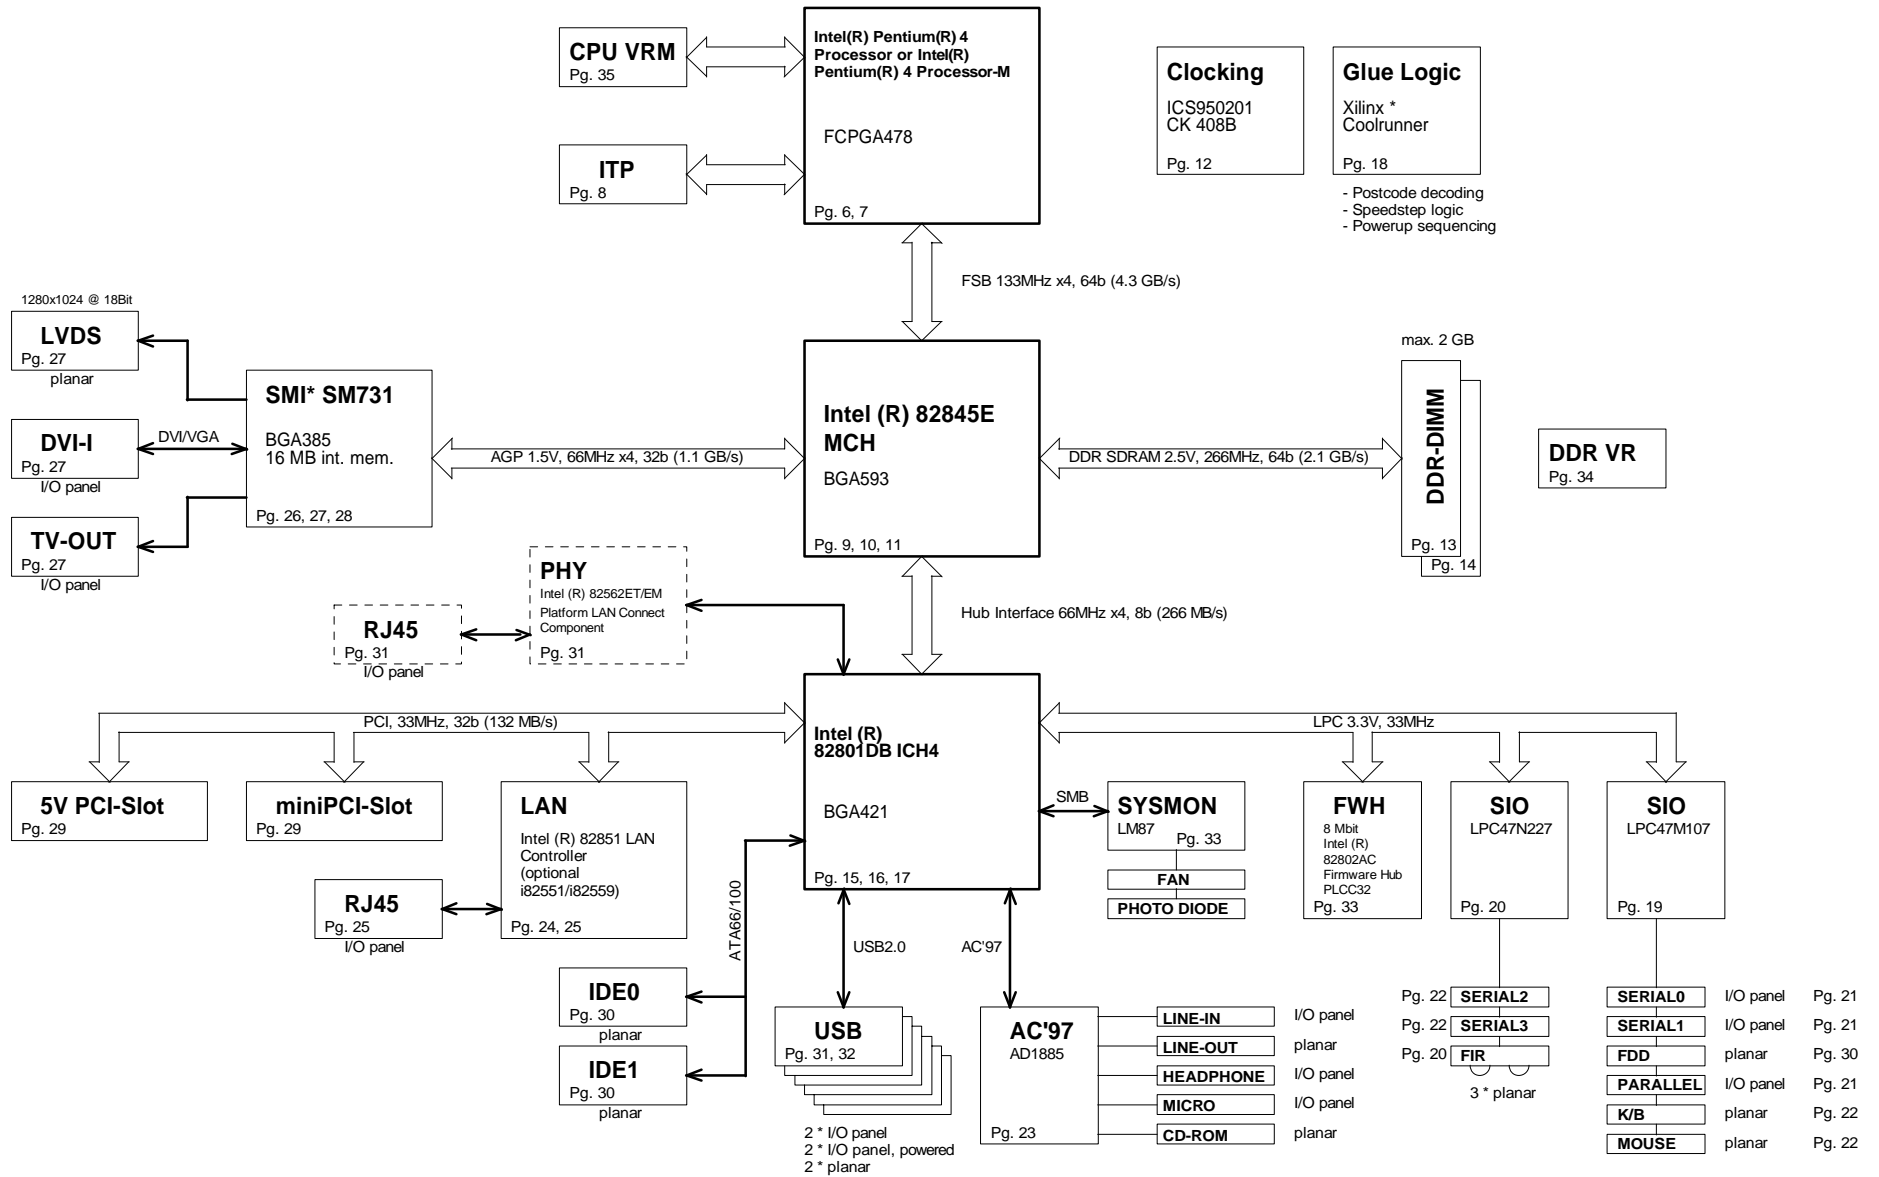 CPU VRM
Pg. 35
ITP
Pg. 8
Intel(R) Pentium(R) 4
Processor or Intel(R)
Pentium(R) 4 Processor-M
FCPGA478
Pg. 6, 7
Clocking
ICS950201
CK 408B
Pg. 12
Glue Logic
Xilinx *
Coolrunner
Pg. 18
- Postcode decoding
- Speedstep logic
- Powerup sequencing
FSB 133MHz x4, 64b (4.3 GB/s)
1280x1024 @ 18Bit
LVDS
Pg. 27
planar
DVI-I
Pg. 27
I/O panel
DVI/VGA
TV-OUT
Pg. 27
I/O panel
SMI* SM731
BGA385
16 MB int. mem.
Pg. 26, 27, 28
AGP 1.5V, 66MHz x4, 32b (1.1 GB/s)
Intel (R) 82845E
MCH
BGA593
Pg. 9, 10, 11
DDR SDRAM 2.5V, 266MHz, 64b (2.1 GB/s)
max. 2 GB
DDR-DIMM
Pg. 13
Pg. 14
DDR VR
Pg. 34
PHY
Intel (R) 82562ET/EM
Platform LAN Connect
Component
Pg. 31
RJ45
Pg. 31
I/O panel
Hub Interface 66MHz x4, 8b (266 MB/s)
PCI, 33MHz, 32b (132 MB/s)
Intel (R)
82801DB ICH4
BGA421
Pg. 15, 16, 17
LPC 3.3V, 33MHz
5V PCI-Slot
Pg. 29
miniPCI-Slot
Pg. 29
LAN
Intel (R) 82851 LAN
Controller
(optional
i82551/i82559)
Pg. 24, 25
RJ45
Pg. 25
I/O panel
ATA66/100
IDE0
Pg. 30
planar
IDE1
Pg. 30
planar
USB2.0
USB
Pg. 31, 32
2 * I/O panel
2 * I/O panel, powered
2 * planar
AC'97
AC'97
AD1885
Pg. 23
LINE-IN I/O panel
LINE-OUT planar
HEADPHONE I/O panel
MICRO I/O panel
CD-ROM planar
SMB
SYSMON
LM87
Pg. 33
FAN
PHOTO DIODE
FWH
8 Mbit
Intel (R)
82802AC
Firmware Hub
PLCC32
Pg. 33
SIO
LPC47N227
Pg. 20
Pg. 22 SERIAL2
Pg. 22 SERIAL3
Pg. 20 FIR
3 * planar
SIO
LPC47M107
Pg. 19
SERIAL0 I/O panel Pg. 21
SERIAL1 I/O panel Pg. 21
FDD planar Pg. 30
PARALLEL I/O panel Pg. 21
K/B planar Pg. 22
MOUSE planar Pg. 22